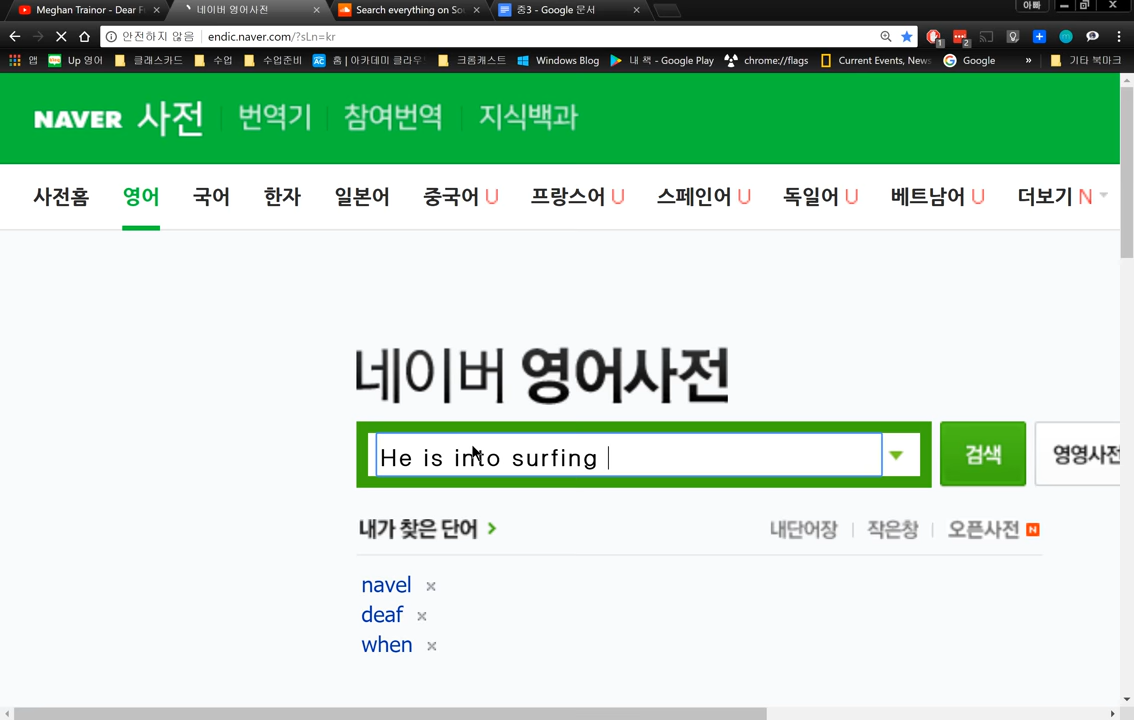 Meghan Trainor - Dear F
네이버 영어사전
Search everything on So
중3 - Google 문서
아빠
안전하지 않음
endic.naver.com/?sLn=kr
앱
Up 영어
클래스카드
수업
수업준비
AC
홈 | 아카데미 클라우
크롬캐스트
Windows Blog
내 책 - Google Play
chrome://flags
Current Events, News
Google
»
기타 북마크
NAVER 사전
번역기
참여번역
지식백과
사전홈
영어
국어
한자
일본어
중국어 U
프랑스어 U
스페인어 U
독일어 U
베트남어 U
더보기 N
네이버 영어사전
He is into surfing
검색
영영사전
내가 찾은 단어
내단어장
작은창
오픈사전 N
navel
deaf
when